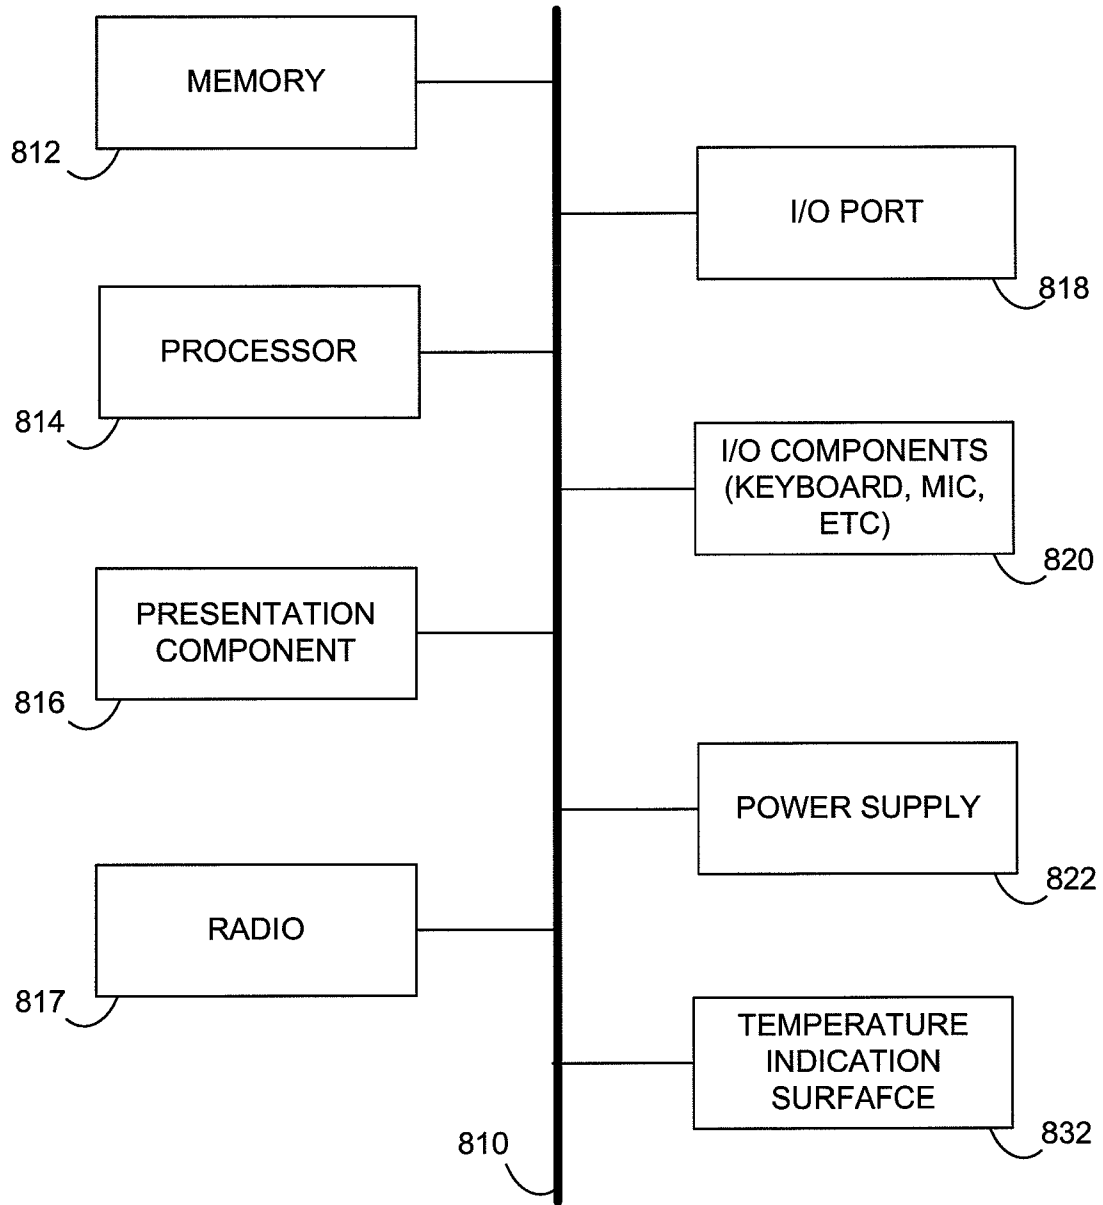 MEMORY
812
I/O PORT
818
PROCESSOR
814
I/O COMPONENTS
(KEYBOARD, MIC,
ETC)
820
PRESENTATION
COMPONENT
816
POWER SUPPLY
822
RADIO
817
TEMPERATURE
INDICATION
SURFAFCE
832
810